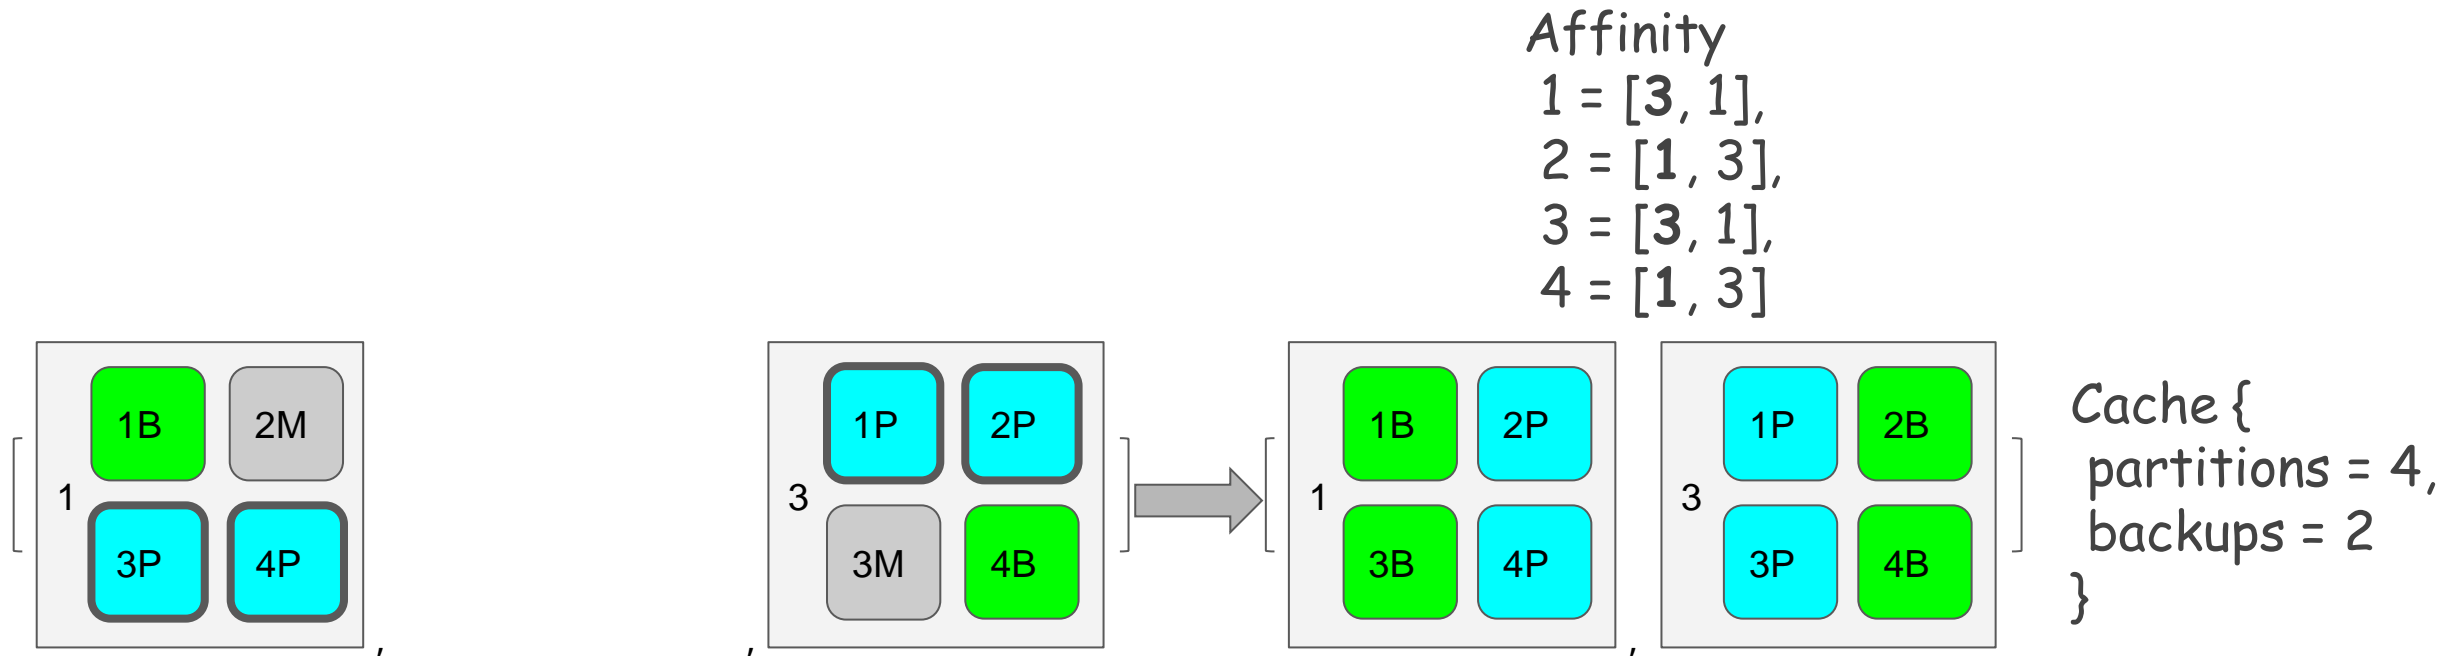 Affinity
1 = [3, 1],
2 = [1, 3],
3 = [3, 1],
4 = [1, 3]
[
1
1B
2M
3P
4P
,
,
3
1P
2P
3M
4B
]
[
1
1B
2P
3B
4P
,
3
1P
2B
3P
4B
]
Cache {
partitions = 4,
backups = 2
}